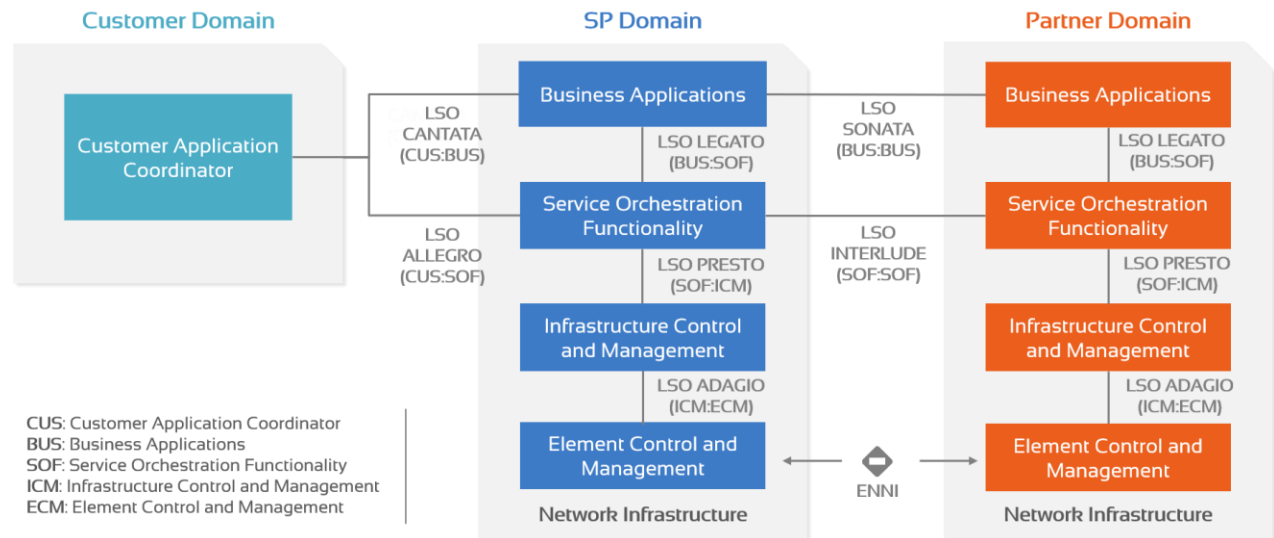 Customer Domain
SP Domain
Partner Domain
Customer Application
Coordinator
LSO
CANTATA
(CUS:BUS)
LSO
ALLEGRO
(CUS:SOF)
Business Applications
LSO LEGATO
(BUS:SOF)
Service Orchestration
Functionality
LSO PRESTO
(SOF:ICM)
Infrastructure Control
and Management
LSO ADAGIO
(ICM:ECM)
Element Control and
Management
Network Infrastructure
LSO
SONATA
(BUS:BUS)
LSO
INTERLUDE
(SOF:SOF)
ENNI
Business Applications
LSO LEGATO
(BUS:SOF)
Service Orchestration
Functionality
LSO PRESTO
(SOF:ICM)
Infrastructure Control
and Management
LSO ADAGIO
(ICM:ECM)
Element Control and
Management
Network Infrastructure
CUS: Customer Application Coordinator
BUS: Business Applications
SOF: Service Orchestration Functionality
ICM: Infrastructure Control and Management
ECM: Element Control and Management